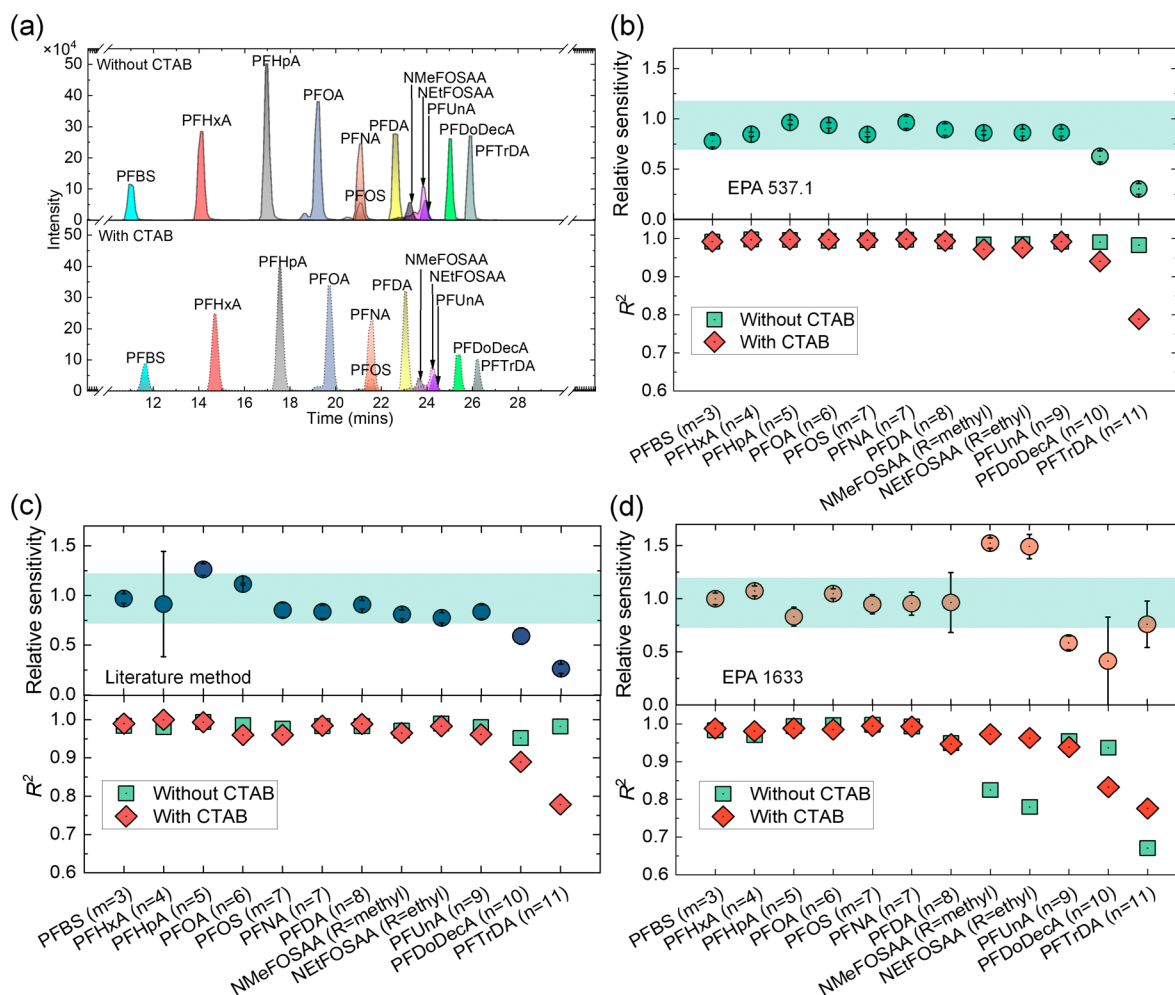 (a)
×10⁴
Without CTAB
PFHpA
NMeFOSAA
NEtFOSAA
PFOA
PFUnA
PFHxA
PFDA
PFNA
PFDoDecA
PFTrDA
PFBS
PFOS
50
40
30
20
10
0
Intensity
With CTAB
NMeFOSAA
NEtFOSAA
PFHpA
PFOA
PFDA
PFUnA
PFHxA
PFNA
PFDoDecA
PFTrDA
PFBS
PFOS
40
30
20
10
0
12 14 16 18 20 22 24 26 28
Time (mins)
(b)
Relative sensitivity
1.5
1.0
0.5
0.0
EPA 537.1
R²
1.0
0.9
0.8
0.7
0.6
Without CTAB
With CTAB
PFBS (m=3)
PFHxA (n=4)
PFHpA (n=5)
PFOA (n=6)
PFOS (m=7)
PFNA (n=7)
PFDA (n=8)
NMeFOSAA (R=methyl)
NEtFOSAA (R=ethyl)
PFUnA (n=9)
PFDoDecA (n=10)
PFTrDA (n=11)
(c)
Relative sensitivity
1.5
1.0
0.5
0.0
Literature method
R²
1.0
0.9
0.8
0.7
0.6
Without CTAB
With CTAB
PFBS (m=3)
PFHxA (n=4)
PFHpA (n=5)
PFOA (n=6)
PFOS (m=7)
PFNA (n=7)
PFDA (n=8)
NMeFOSAA (R=methyl)
NEtFOSAA (R=ethyl)
PFUnA (n=9)
PFDoDecA (n=10)
PFTrDA (n=11)
(d)
Relative sensitivity
1.5
1.0
0.5
0.0
EPA 1633
R²
1.0
0.9
0.8
0.7
0.6
Without CTAB
With CTAB
PFBS (m=3)
PFHxA (n=4)
PFHpA (n=5)
PFOA (n=6)
PFOS (m=7)
PFNA (n=7)
PFDA (n=8)
NMeFOSAA (R=methyl)
NEtFOSAA (R=ethyl)
PFUnA (n=9)
PFDoDecA (n=10)
PFTrDA (n=11)